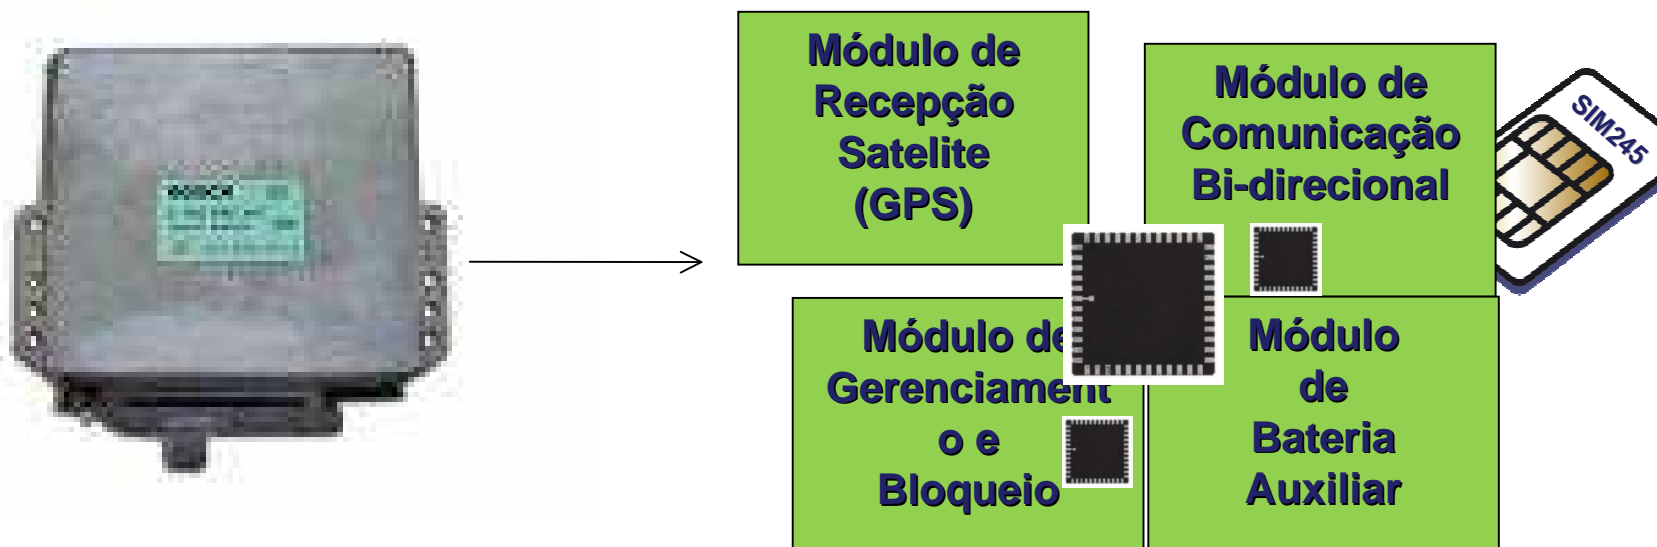 Módulo de
Recepção
Satelite
(GPS)
Módulo de
Comunicação
Bi-direcional
SIM245
Módulo de
Gerenciament
o e
Bloqueio
Módulo
de
Bateria
Auxiliar
BOSCH